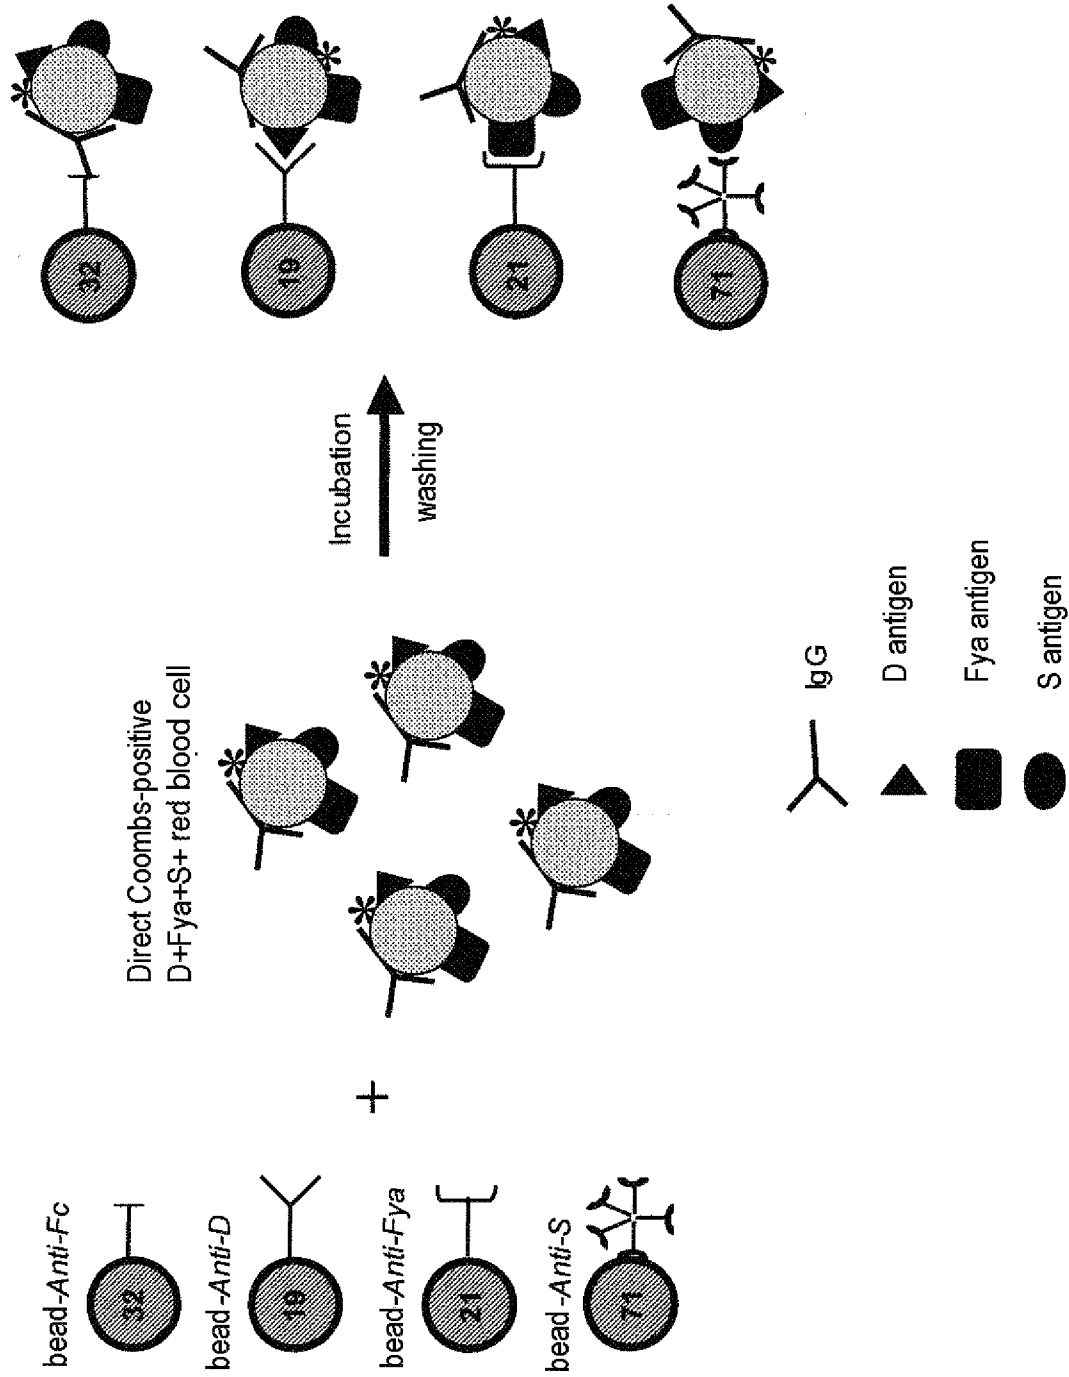 bead-Anti-Fc
32
bead-Anti-D
19
bead-Anti-Fya
21
bead-Anti-S
71
+
Direct Coombs-positive
D+Fya+S+ red blood cell
*
*
*
*
Incubation
washing
32
*
19
*
21
*
71
*
IgG
D antigen
Fya antigen
S antigen